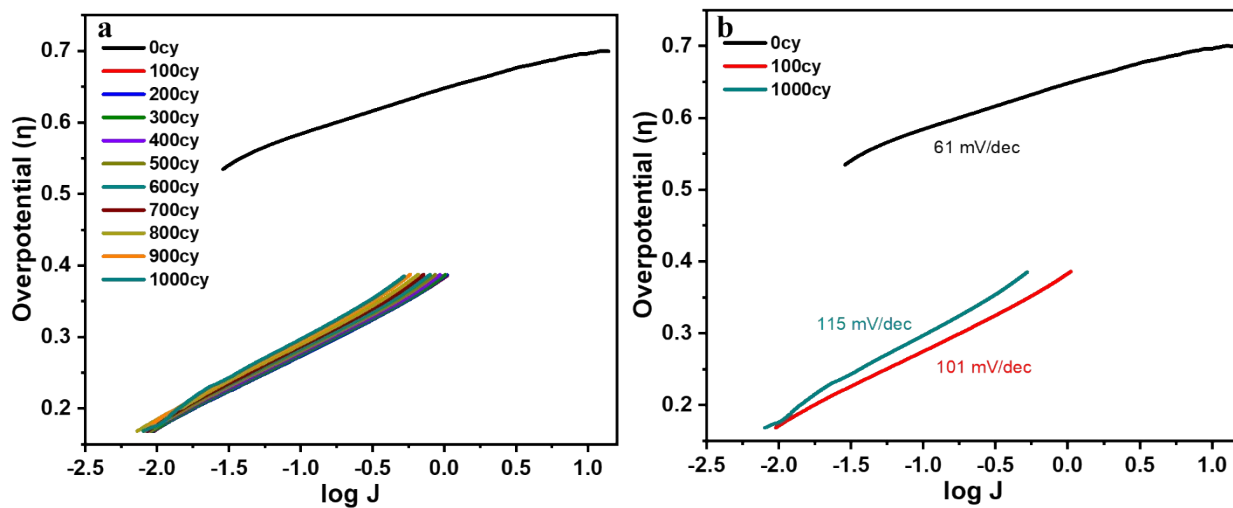 a
0cy
100cy
200cy
300cy
400cy
500cy
600cy
700cy
800cy
900cy
1000cy
Overpotential (η)
0.7
0.6
0.5
0.4
0.3
0.2
-2.5 -2.0 -1.5 -1.0 -0.5 0.0 0.5 1.0
log J
b
0cy
100cy
1000cy
61 mV/dec
115 mV/dec
101 mV/dec
Overpotential (η)
0.7
0.6
0.5
0.4
0.3
0.2
-2.5 -2.0 -1.5 -1.0 -0.5 0.0 0.5 1.0
log J